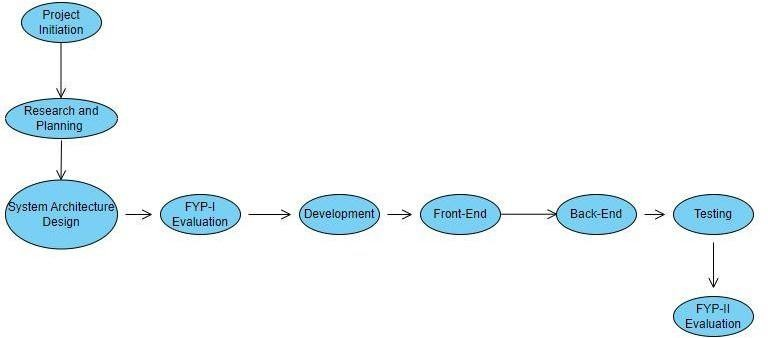 Project
Initiation
Research and
Planning
System Architecture
Design
FYP-I
Evaluation
Development
Front-End
Back-End
Testing
FYP-II
Evaluation